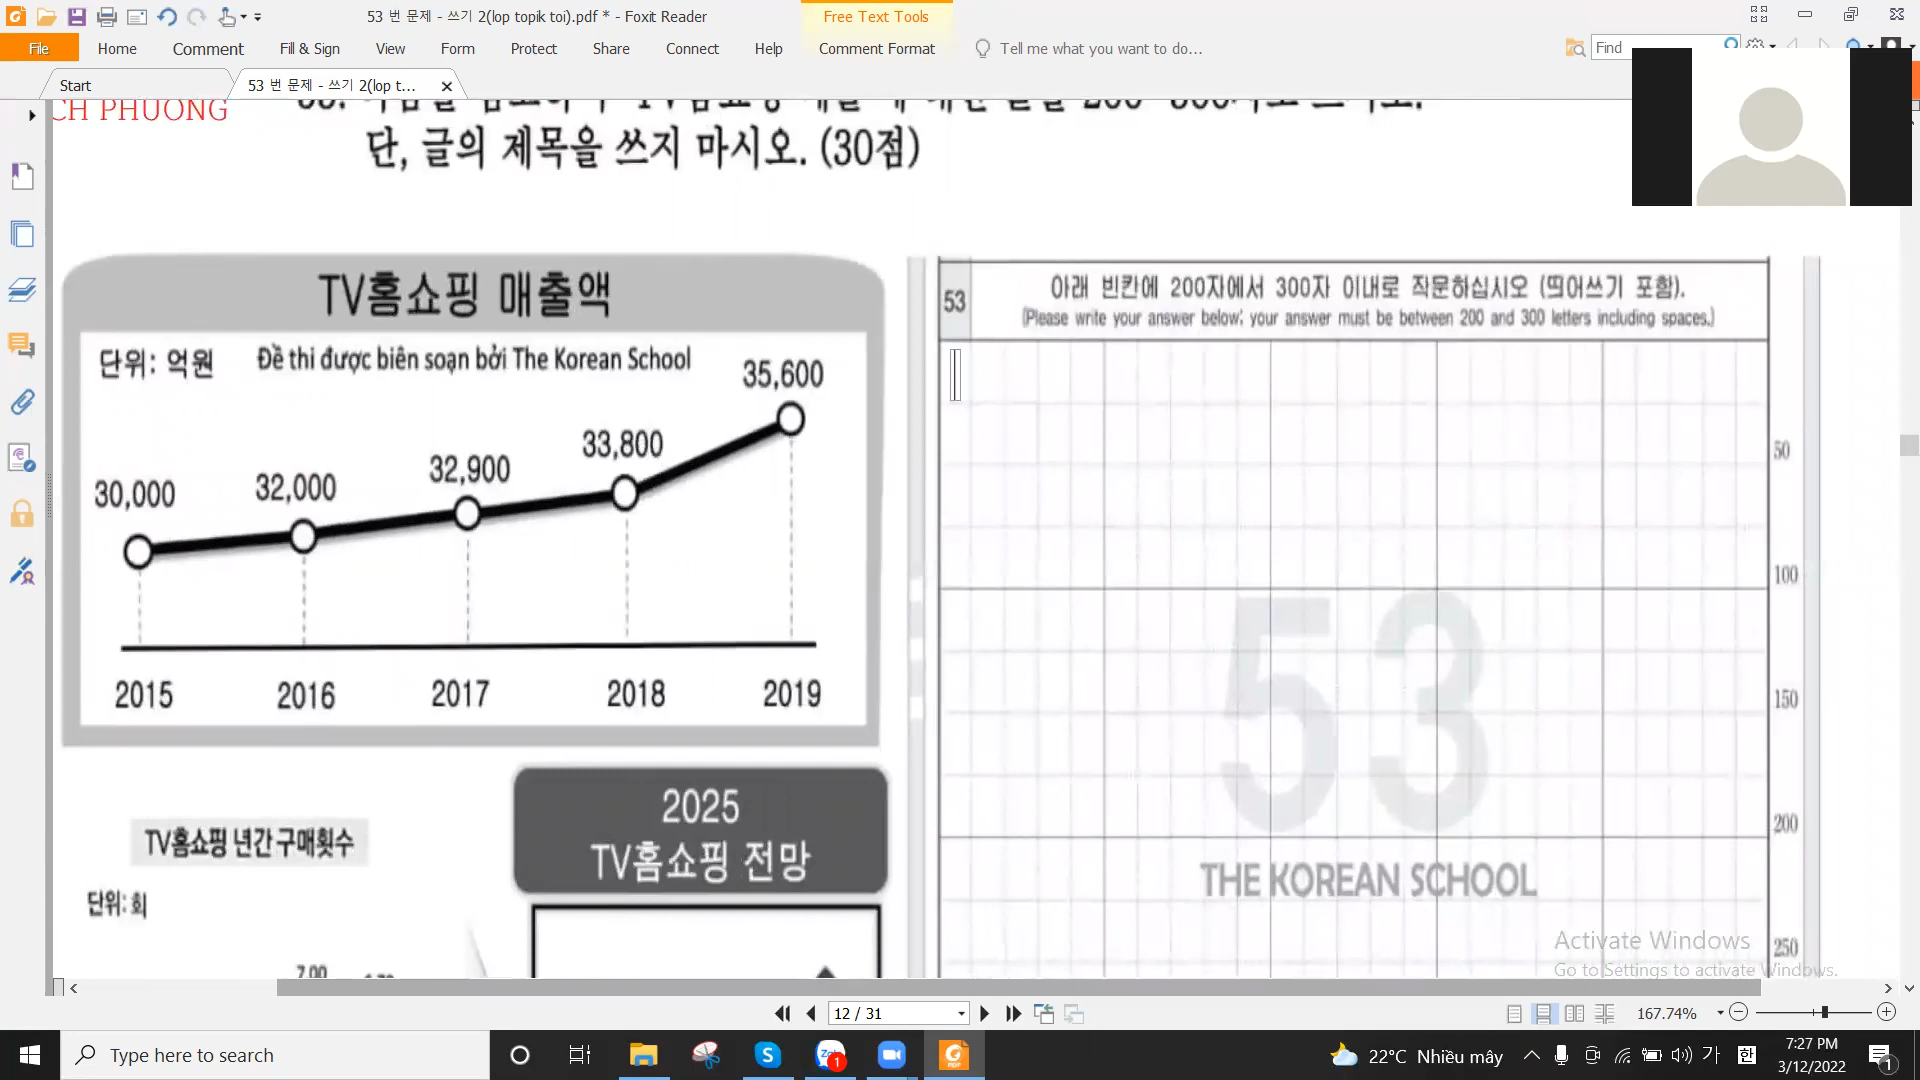 53 번 문제 - 쓰기 2(lop topik toi).pdf * - Foxit Reader
Free Text Tools
File
Home
Comment
Fill & Sign
View
Form
Protect
Share
Connect
Help
Comment Format
Tell me what you want to do...
Find
Start
53 번 문제 - 쓰기 2(lop t...
CH PHUONG
단, 글의 제목을 쓰지 마시오. (30점)
TV홈쇼핑 매출액
단위: 억원
Đề thi được biên soạn bởi The Korean School
35,600
33,800
32,900
32,000
30,000
2015
2016
2017
2018
2019
TV홈쇼핑 년간 구매횟수
단위: 회
7.00
2025
TV홈쇼핑 전망
53
아래 빈칸에 200자에서 300자 이내로 작문하십시오 (띄어쓰기 포함).
(Please write your answer below; your answer must be between 200 and 300 letters including spaces.)
50
100
150
200
250
53
THE KOREAN SCHOOL
Activate Windows
Go to Settings to activate Windows.
12 / 31
167.74%
Type here to search
1
22°C Nhiều mây
가
한
7:27 PM
3/12/2022
1